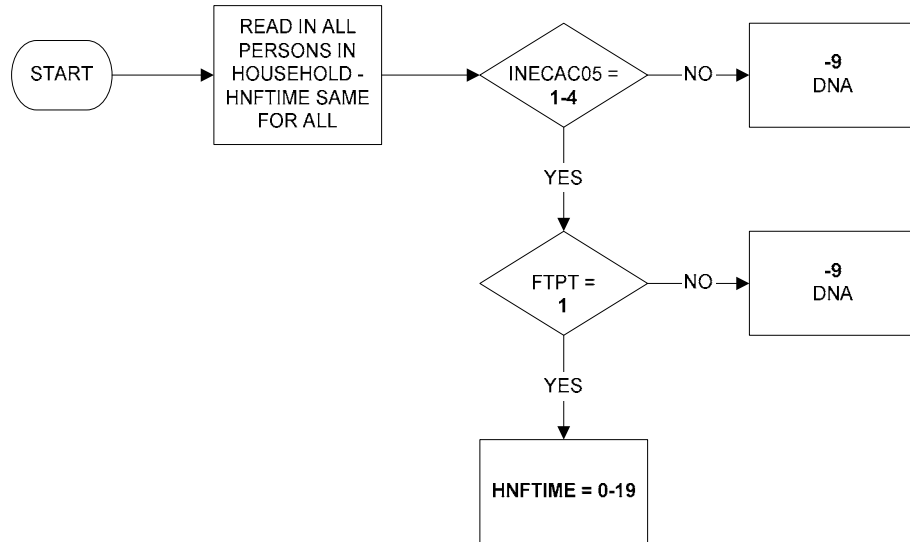 START
READ IN ALL
PERSONS IN
HOUSEHOLD -
HNFTIME SAME
FOR ALL
INECAC05 =
1-4
NO
-9
DNA
YES
FTPT =
1
NO
-9
DNA
YES
HNFTIME = 0-19